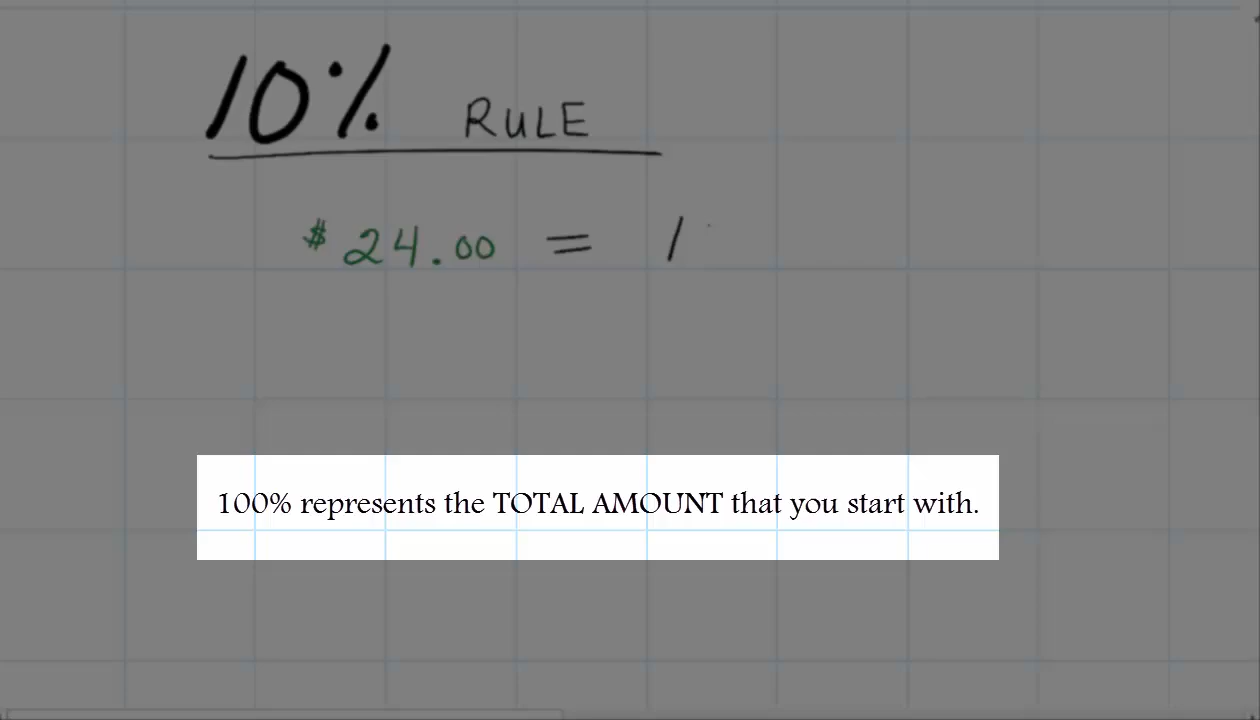 10% RULE
$24.00 = 1
100% represents the TOTAL AMOUNT that you start with.